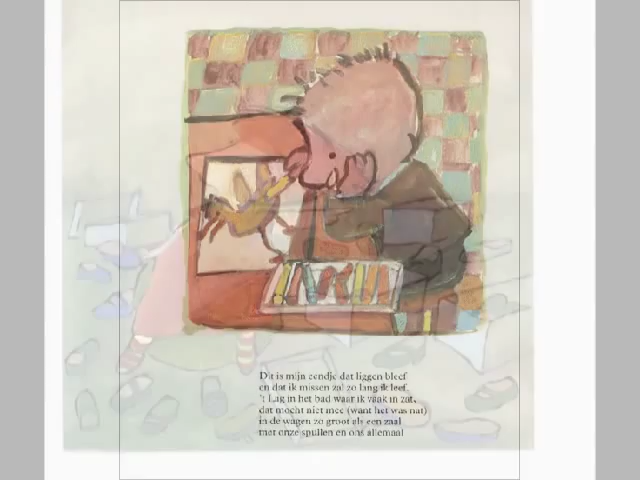 Dit is mijn eendje dat liggen bleef
en dat ik missen zal zo lang ik leef.
't Lag in het bad waar ik vaak in zat,
dat mocht niet mee (want het was nat)
in de wagen zo groot als een zaal
met onze spullen en ons allemaal